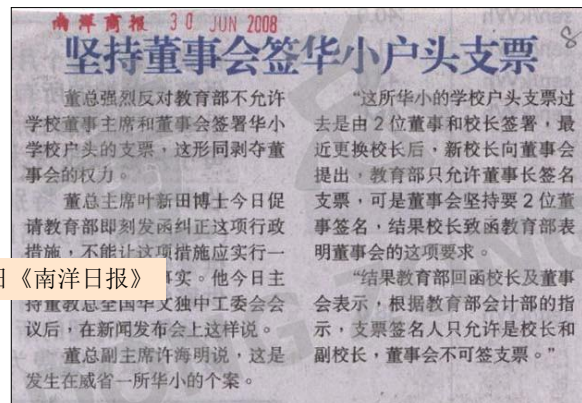 南洋商报 30 JUN 2008
8
坚持董事会签华小户头支票
董总强烈反对教育部不允许
学校董事主席和董事会签署华小
学校户头的支票，这形同剥夺董
事会的权力。
董总主席叶新田博士今日促
请教育部即刻发函纠正这项行政
措施，不能让这项措施应实行一
日《南洋日报》
事实。他今日主
持董教总全国华文独中工委会会
议后，在新闻发布会上这样说。
董总副主席许海明说，这是
发生在威省一所华小的个案。
“这所华小的学校户头支票过
去是由2位董事和校长签署，最
近更换校长后，新校长向董事会
提出，教育部只允许董事长签名
支票，可是董事会坚持要2位董
事签名，结果校长致函教育部表
明董事会的这项要求。
“结果教育部回函校长及董事
会表示，根据教育部会计部的指
示，支票签名人只允许是校长和
副校长，董事会不可签支票。”